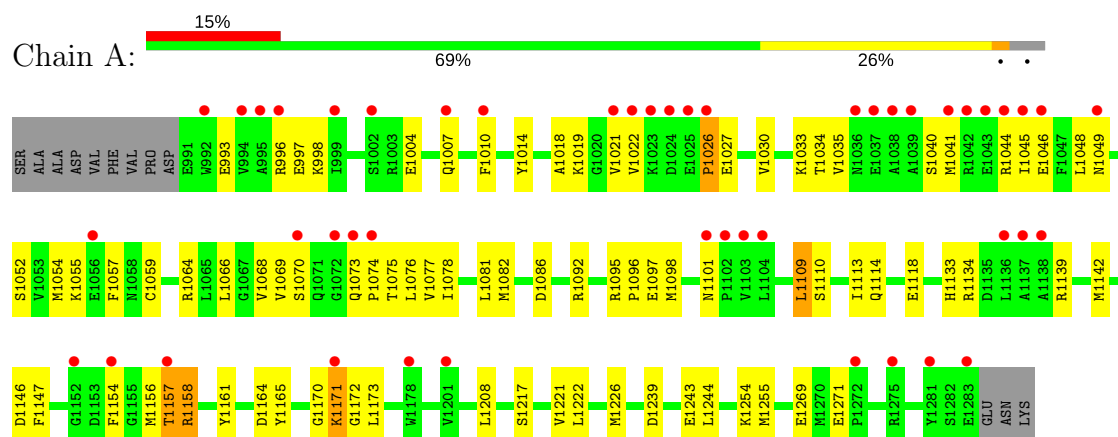 15%
Chain A:
69% 26% • •
SER ALA ALA ASP VAL PHE VAL PRO ASP E991 W992 E993 V994 A995 R996 E997 K998 I999 S1002 R1003 E1004 Q1007 F1010 Y1014 A1018 K1019 G1020 V1021 V1022 K1023 D1024 E1025 P1026 E1027 V1030 K1033 T1034 V1035 N1036 E1037 A1038 A1039 S1040 M1041 R1042 E1043 R1044 I1045 E1046 F1047 L1048 N1049
S1052 V1053 M1054 K1055 E1056 F1057 N1058 C1059 R1064 L1065 L1066 G1067 V1068 V1069 S1070 Q1071 G1072 Q1073 P1074 T1075 L1076 V1077 I1078 L1081 M1082 D1086 R1092 R1095 P1096 E1097 M1098 N1101 P1102 V1103 L1104 L1109 S1110 I1113 Q1114 E1118 H1133 R1134 D1135 L1136 A1137 A1138 R1139 M1142
D1146 F1147 G1152 D1153 F1154 G1155 M1156 T1157 R1158 Y1161 D1164 Y1165 G1170 K1171 G1172 L1173 W1178 V1201 L1208 S1217 V1221 L1222 M1226 D1239 E1243 L1244 K1254 M1255 E1269 M1270 E1271 P1272 R1275 Y1281 S1282 E1283 GLU ASN LYS